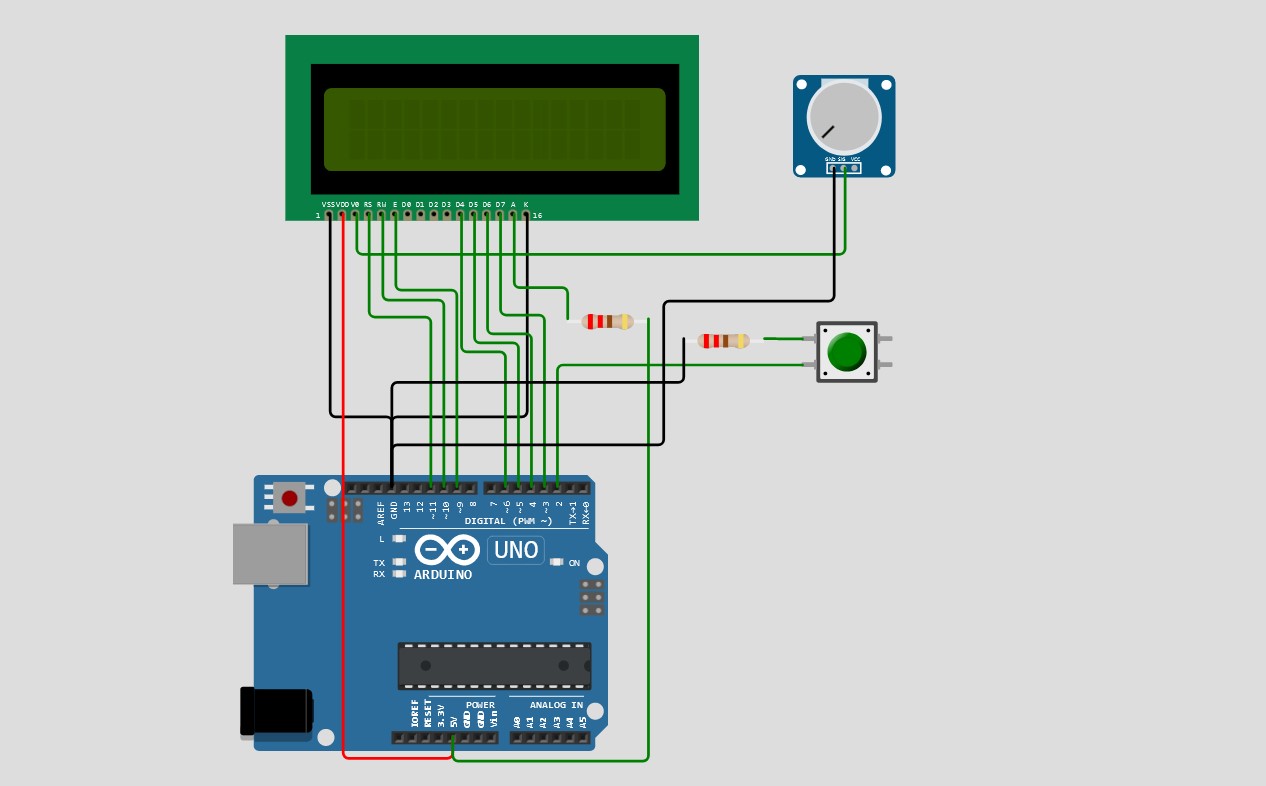 VSS VDD V0 RS RW E D0 D1 D2 D3 D4 D5 D6 D7 A K
1 16
GND SIG VCC
AREF GND 13 12 ~11 ~10 ~9 8 7 ~6 ~5 4 ~3 2 TX→1 RX←0
DIGITAL (PWM ~)
L
UNO
TX
ON
RX
ARDUINO
POWER
ANALOG IN
IOREF RESET 3.3V 5V GND GND Vin A0 A1 A2 A3 A4 A5